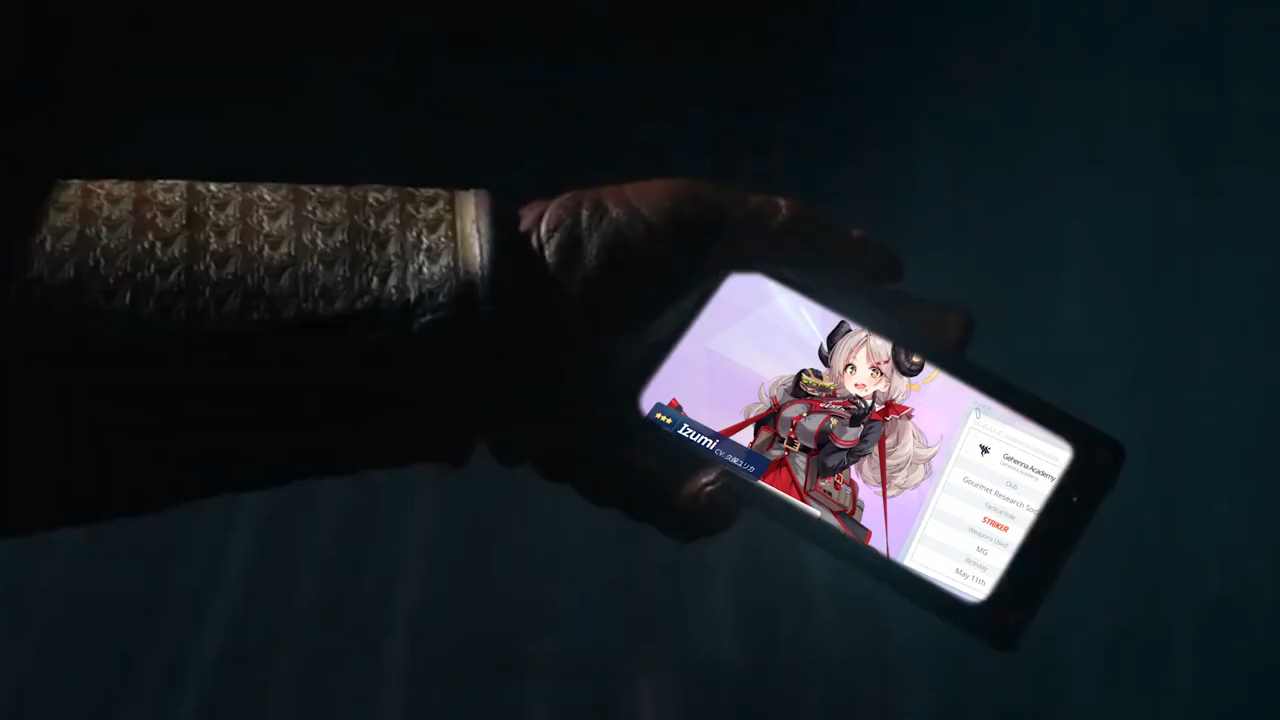 Izumi
CV. 久保ユリカ
Gehenna Academy
Club
Gourmet Research Soc
Tactical Role
STRIKER
Weapons Used
MG
Birthday
May 11th